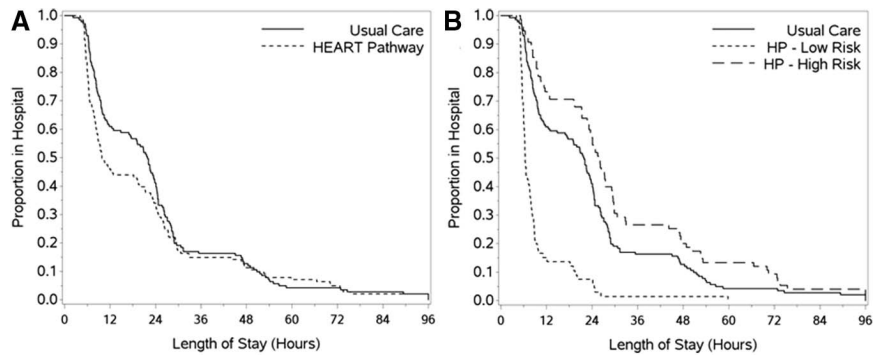 A
Usual Care
HEART Pathway
Proportion in Hospital
1.0
0.9
0.8
0.7
0.6
0.5
0.4
0.3
0.2
0.1
0.0
0 12 24 36 48 60 72 84 96
Length of Stay (Hours)
B
Usual Care
HP - Low Risk
HP - High Risk
Proportion in Hospital
1.0
0.9
0.8
0.7
0.6
0.5
0.4
0.3
0.2
0.1
0.0
0 12 24 36 48 60 72 84 96
Length of Stay (Hours)